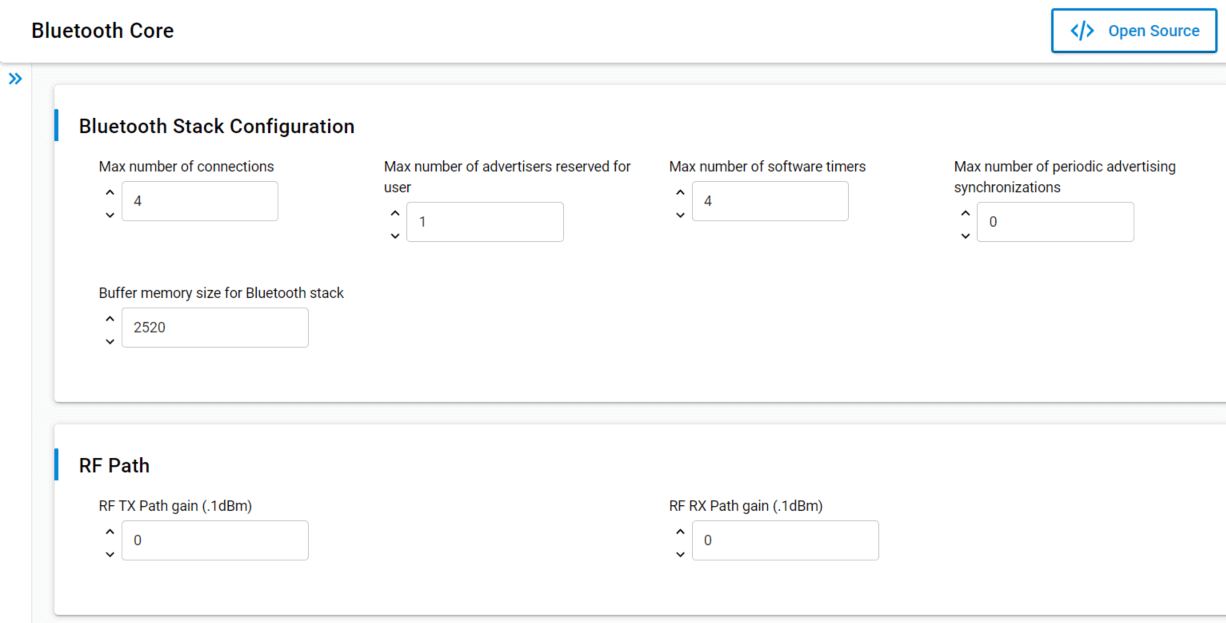 Bluetooth Core
</> Open Source
Bluetooth Stack Configuration
Max number of connections
4
Max number of advertisers reserved for
user
1
Max number of software timers
4
Max number of periodic advertising
synchronizations
0
Buffer memory size for Bluetooth stack
2520
RF Path
RF TX Path gain (.1dBm)
0
RF RX Path gain (.1dBm)
0